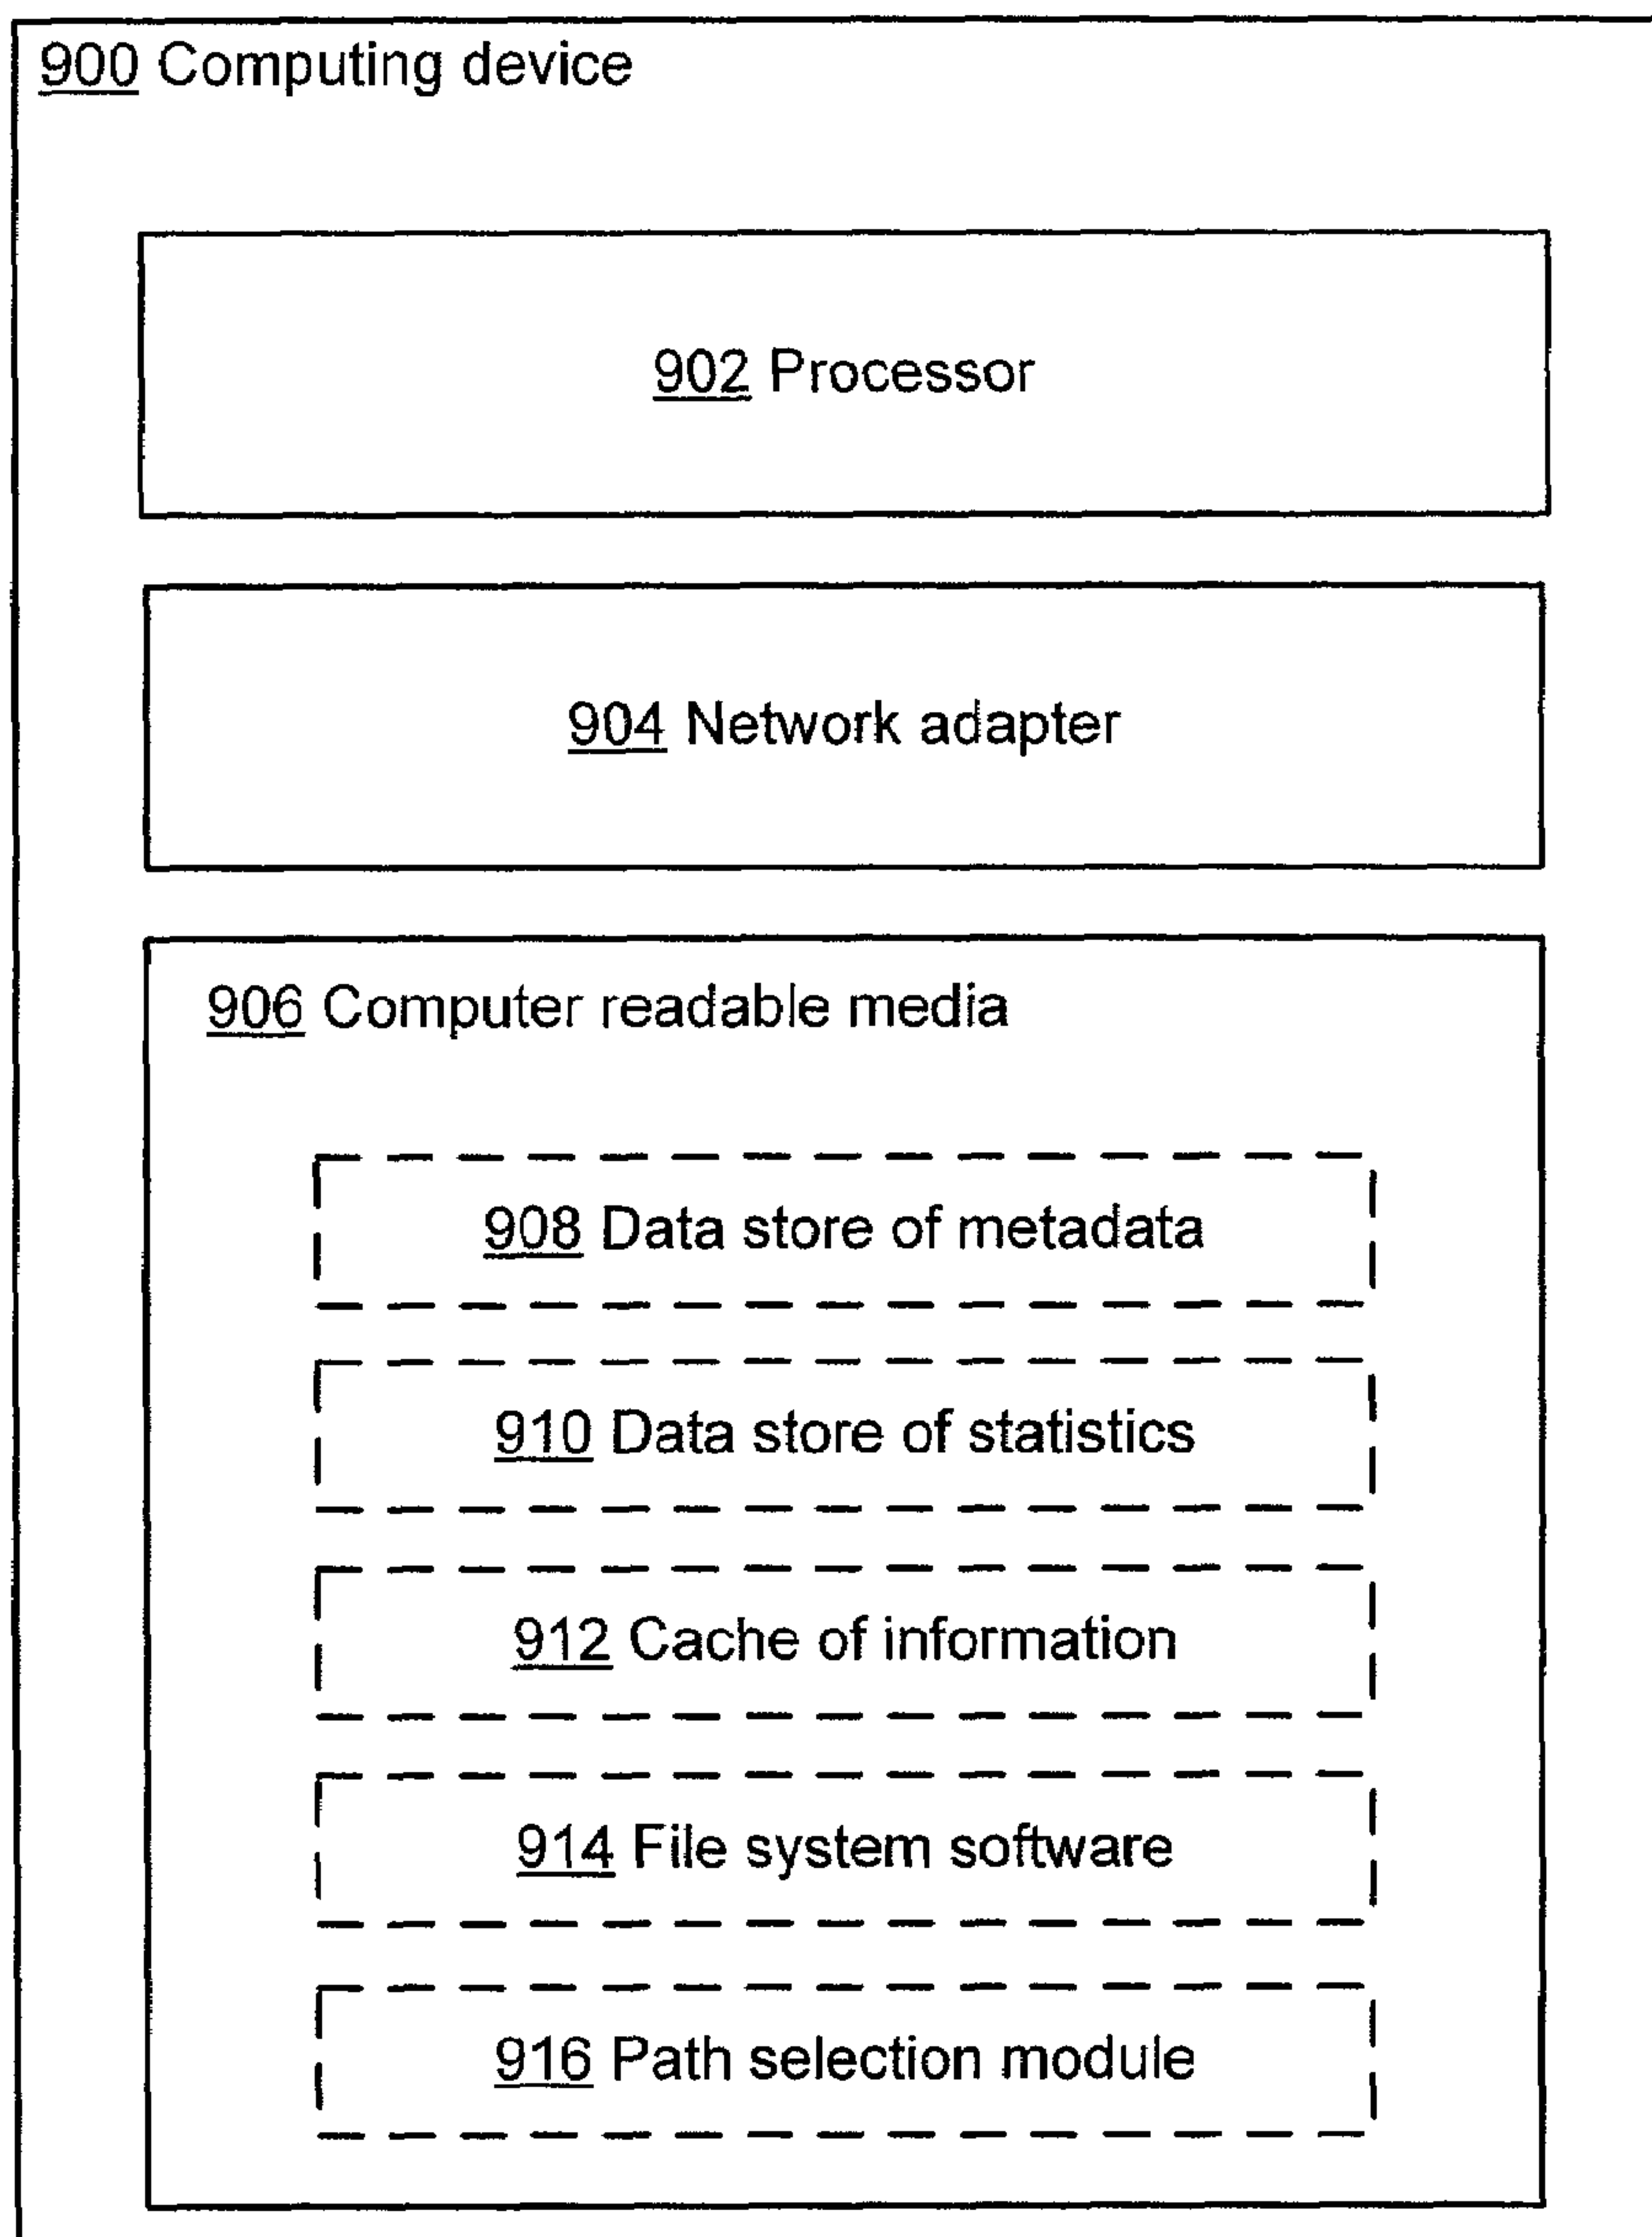 900 Computing device
902 Processor
904 Network adapter
906 Computer readable media
908 Data store of metadata
910 Data store of statistics
912 Cache of information
914 File system software
916 Path selection module